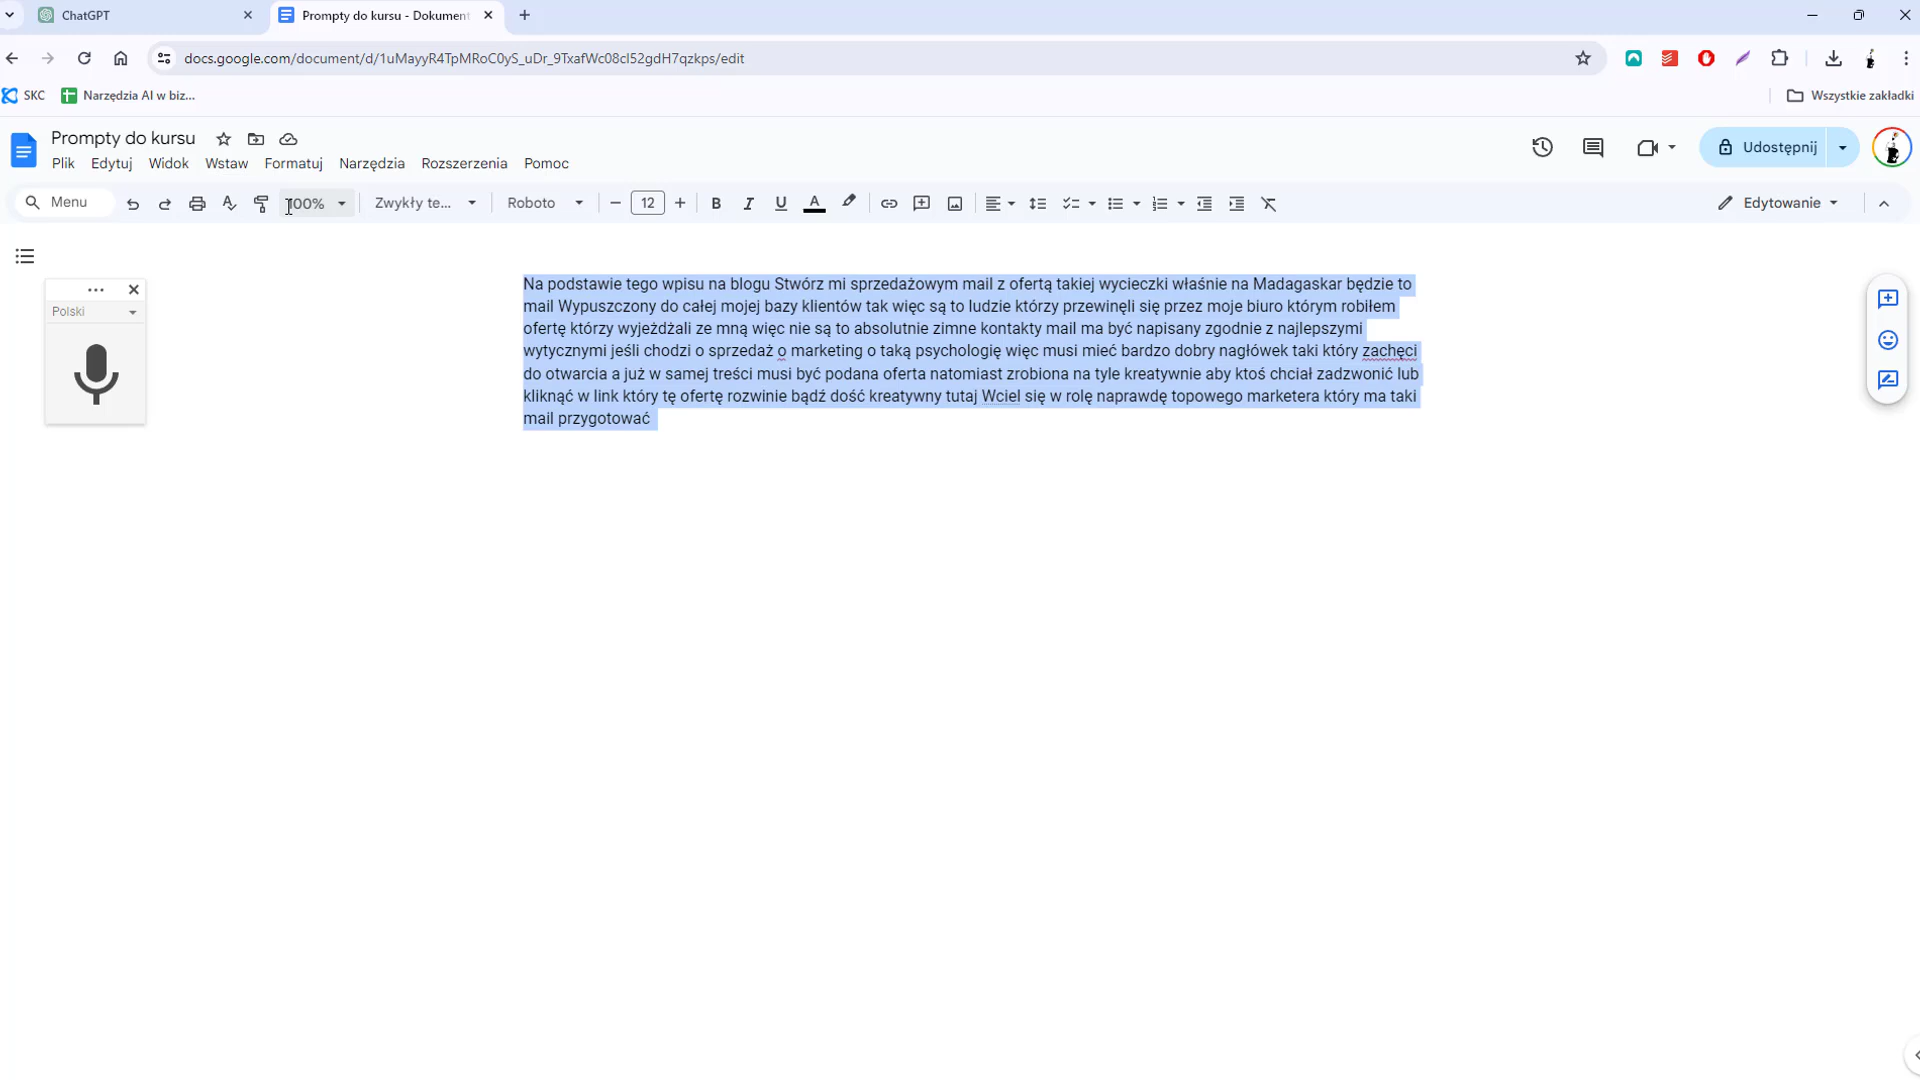 ChatGPT
Prompty do kursu - Dokument
docs.google.com/document/d/1uMayyR4TpMRoC0yS_uDr_9TxafWc08cl52gdH7qzkps/edit
SKC
Narzędzia AI w biz...
Wszystkie zakładki
Prompty do kursu
Plik
Edytuj
Widok
Wstaw
Formatuj
Narzędzia
Rozszerzenia
Pomoc
Udostępnij
Menu
100%
Zwykły te...
Roboto
12
Edytowanie
Polski
Na podstawie tego wpisu na blogu Stwórz mi sprzedażowym mail z ofertą takiej wycieczki właśnie na Madagaskar będzie to
mail Wypuszczony do całej mojej bazy klientów tak więc są to ludzie którzy przewinęli się przez moje biuro którym robiłem
ofertę którzy wyjeżdżali ze mną więc nie są to absolutnie zimne kontakty mail ma być napisany zgodnie z najlepszymi
wytycznymi jeśli chodzi o sprzedaż o marketing o taką psychologię więc musi mieć bardzo dobry nagłówek taki który zachęci
do otwarcia a już w samej treści musi być podana oferta natomiast zrobiona na tyle kreatywnie aby ktoś chciał zadzwonić lub
kliknąć w link który tę ofertę rozwinie bądź dość kreatywny tutaj Wciel się w rolę naprawdę topowego marketera który ma taki
mail przygotować